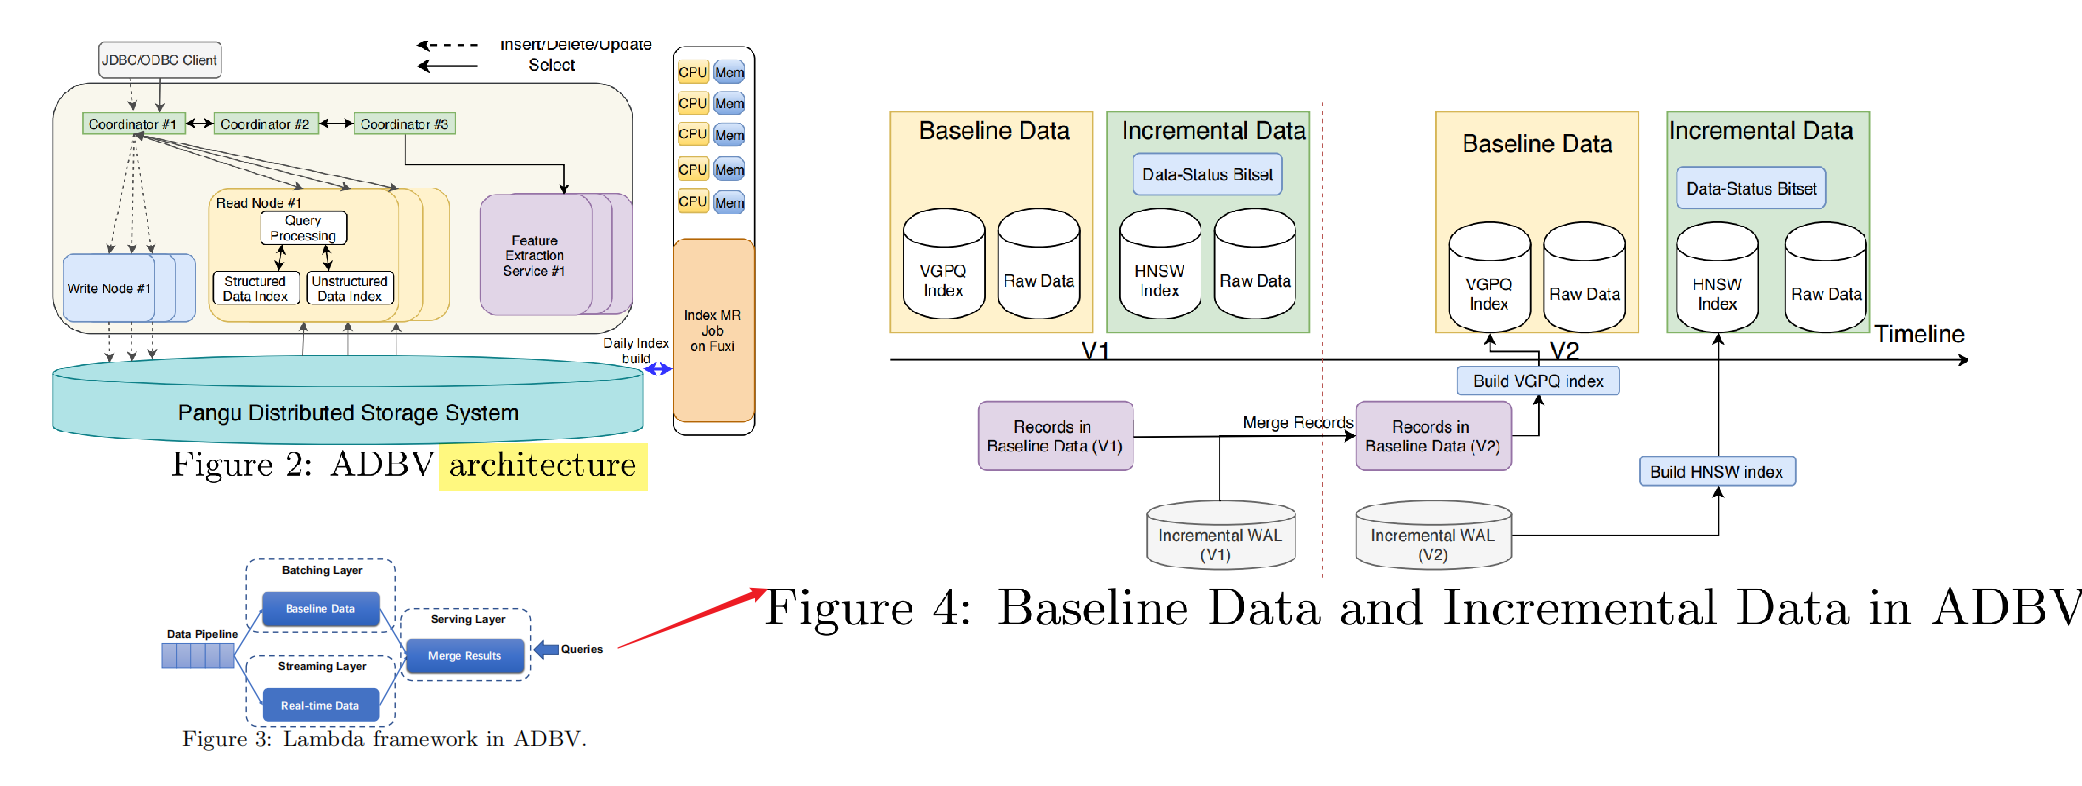 Insert/Delete/Update
Select
JDBC/ODBC Client
Coordinator #1
Coordinator #2
Coordinator #3
Read Node #1
Query
Processing
Structured
Data Index
Unstructured
Data Index
Write Node #1
Feature
Extraction
Service #1
CPU Mem
CPU Mem
CPU Mem
CPU Mem
CPU Mem
Index MR
Job
on Fuxi
Daily Index
build
Pangu Distributed Storage System
Figure 2: ADBV architecture
Batching Layer
Baseline Data
Data Pipeline
Streaming Layer
Real-time Data
Serving Layer
Merge Results
Queries
Figure 3: Lambda framework in ADBV.
Baseline Data
VGPQ
Index
Raw Data
Incremental Data
Data-Status Bitset
HNSW
Index
Raw Data
Baseline Data
VGPQ
Index
Raw Data
Incremental Data
Data-Status Bitset
HNSW
Index
Raw Data
Timeline
V1
V2
Build VGPQ index
Records in
Baseline Data (V1)
Merge Records
Records in
Baseline Data (V2)
Build HNSW index
Incremental WAL
(V1)
Incremental WAL
(V2)
Figure 4: Baseline Data and Incremental Data in ADBV